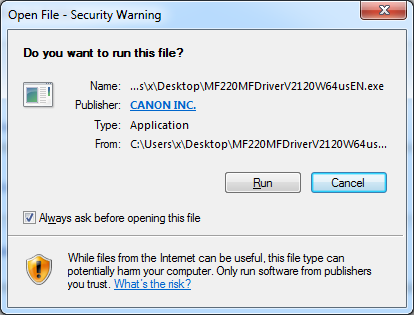 Open File - Security Warning
Do you want to run this file?
Name: ...s\x\Desktop\MF220MFDriverV2120W64usEN.exe
Publisher: CANON INC.
Type: Application
From: C:\Users\x\Desktop\MF220MFDriverV2120W64us...
Run Cancel
Always ask before opening this file
While files from the Internet can be useful, this file type can
potentially harm your computer. Only run software from publishers
you trust. What's the risk?